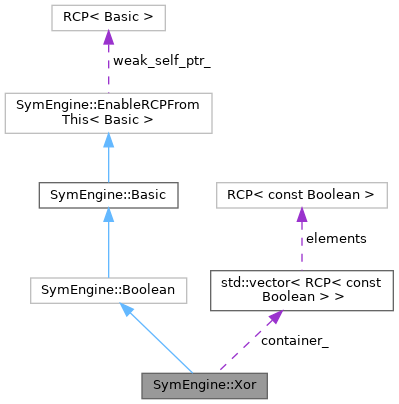 RCP< Basic >
weak_self_ptr_
SymEngine::EnableRCPFrom
This< Basic >
SymEngine::Basic
RCP< const Boolean >
elements
SymEngine::Boolean
std::vector< RCP< const
Boolean > >
container_
SymEngine::Xor